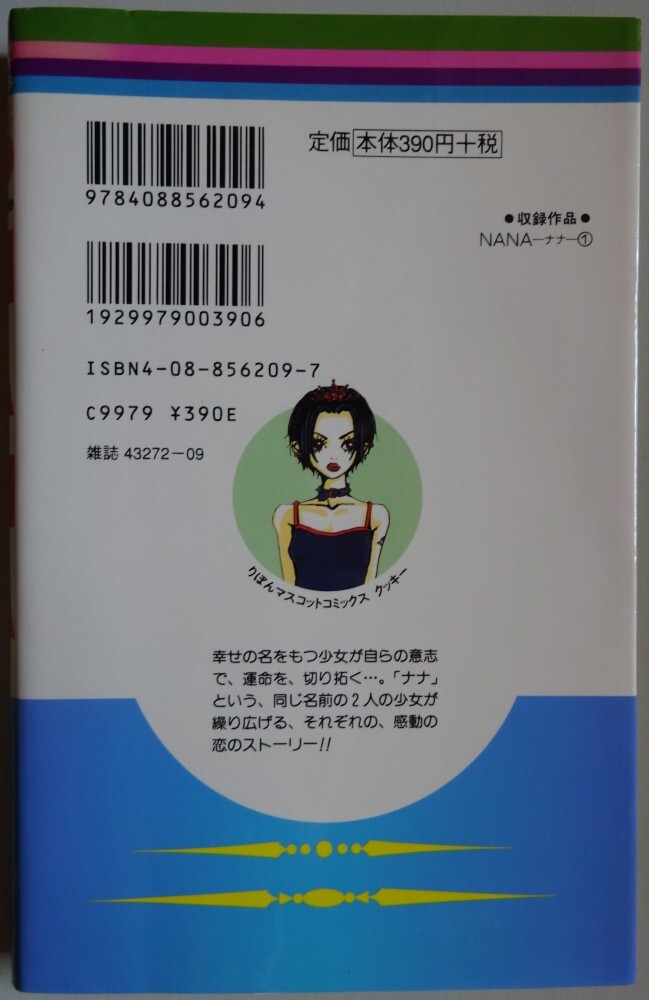 定価本体390円+税
9784088562094
●収録作品●
NANA—ナナ—①
1929979003906
ISBN4-08-856209-7
C9979 ¥390E
雑誌 43272-09
りぼんマスコットコミックス クッキー
幸せの名をもつ少女が自らの意志
で、運命を、切り拓く…。「ナナ」
という、同じ名前の2人の少女が
繰り広げる、それぞれの、感動の
恋のストーリー!!